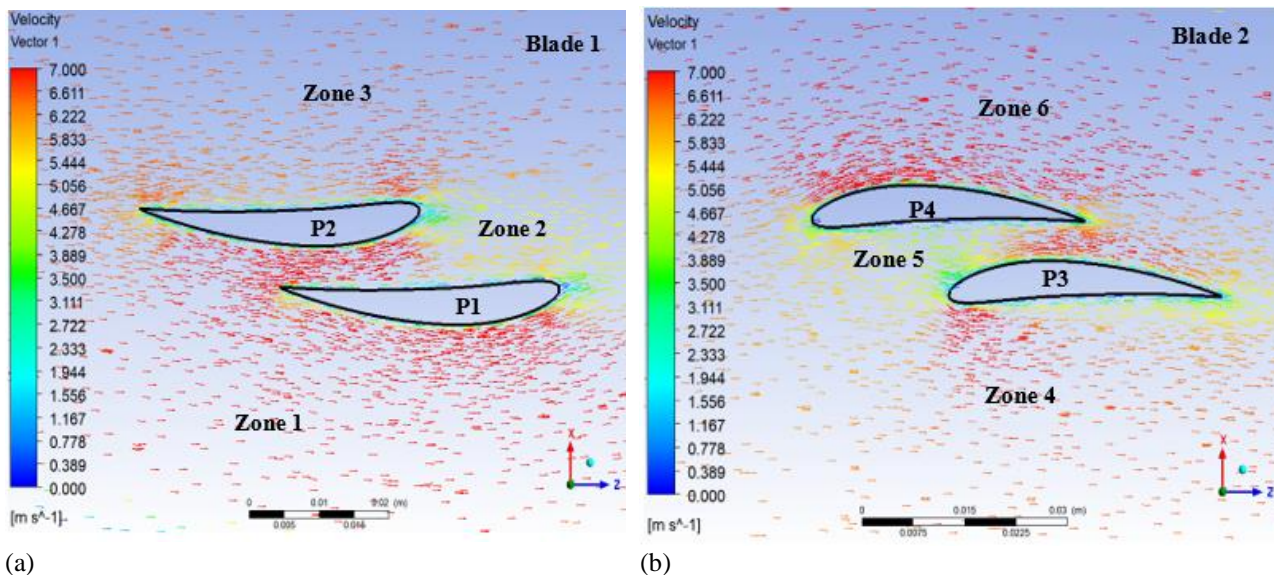 Velocity
Vector 1
Blade 1
7.000
6.611
6.222
5.833
5.444
5.056
4.667
4.278
3.889
3.500
3.111
2.722
2.333
1.944
1.556
1.167
0.778
0.389
0.000
[m s^-1]
Zone 3
P2
Zone 2
P1
Zone 1
X
Z
0 0.01 0.02 (m)
0.005
(a)
Velocity
Vector 1
Blade 2
7.000
6.611
6.222
5.833
5.444
5.056
4.667
4.278
3.889
3.500
3.111
2.722
2.333
1.944
1.556
1.167
0.778
0.389
0.000
[m s^-1]
Zone 6
P4
Zone 5
P3
Zone 4
X
Z
0 0.015 0.03 (m)
0.0075 0.0225
(b)